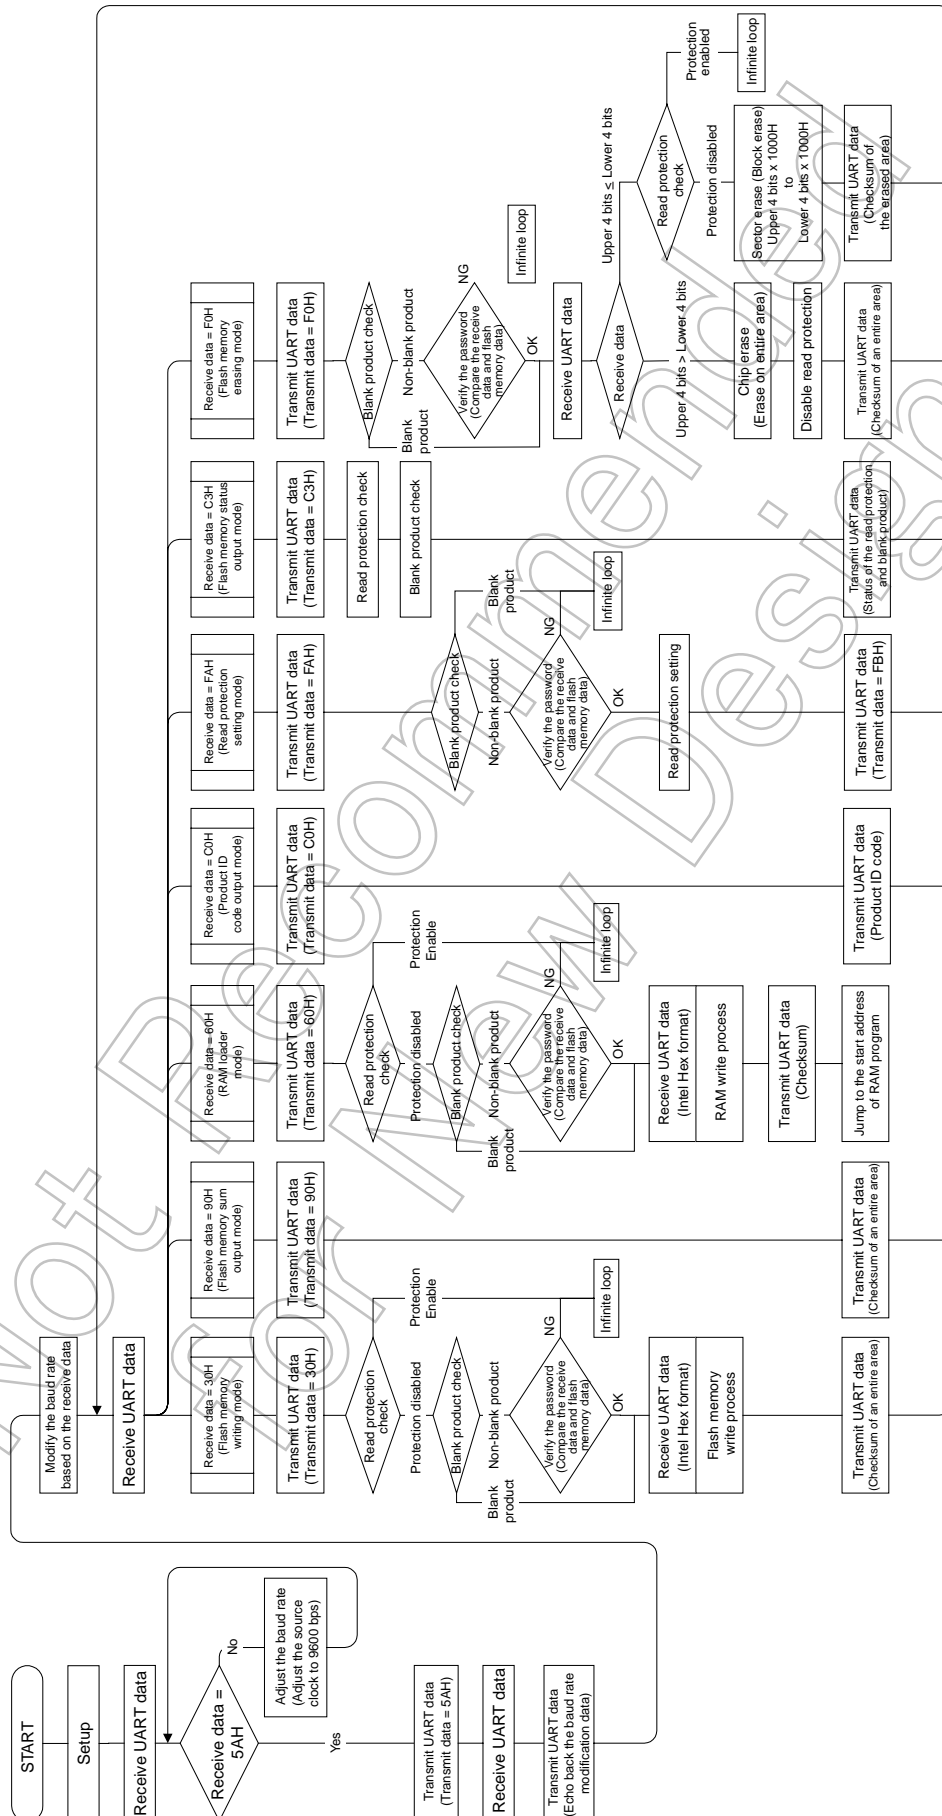 START
Setup
Receive UART data
Receive data =
5AH
No
Adjust the baud rate
(Adjust the source
clock to 9600 bps)
Yes
Transmit UART data
(Transmit data = 5AH)
Receive UART data
Transmit UART data
(Echo back the baud rate
modification data)
Modify the baud rate
based on the receive data
Receive UART data
Receive data = 30H
(Flash memory
writing mode)
Transmit UART data
(Transmit data = 30H)
Read protection
check
Protection
Enable
Protection disabled
Blank product check
Blank
product
Non-blank product
Verify the password
(Compare the receive
data and flash
memory data)
NG
Infinite loop
OK
Receive UART data
(Intel Hex format)
Flash memory
write process
Transmit UART data
(Checksum of an entire area)
Receive data = 90H
(Flash memory sum
output mode)
Transmit UART data
(Transmit data = 90H)
Transmit UART data
(Checksum of an entire area)
Receive data = 60H
(RAM loader
mode)
Transmit UART data
(Transmit data = 60H)
Read protection
check
Protection
Enable
Protection disabled
Blank product check
Blank
product
Non-blank product
Verify the password
(Compare the receive
data and flash
memory data)
NG
Infinite loop
OK
Receive UART data
(Intel Hex format)
RAM write process
Transmit UART data
(Checksum)
Jump to the start address
of RAM program
Receive data = C0H
(Product ID
code output mode)
Transmit UART data
(Transmit data = C0H)
Transmit UART data
(Product ID code)
Receive data = FAH
(Read protection
setting mode)
Transmit UART data
(Transmit data = FAH)
Blank product check
Blank
product
Non-blank product
Verify the password
(Compare the receive
data and flash
memory data)
NG
Infinite loop
OK
Read protection setting
Transmit UART data
(Transmit data = FBH)
Receive data = C3H
(Flash memory status
output mode)
Transmit UART data
(Transmit data = C3H)
Read protection check
Blank product check
Transmit UART data
(Status of the read protection
and blank product)
Receive data = F0H
(Flash memory
erasing mode)
Transmit UART data
(Transmit data = F0H)
Blank product check
Blank
product
Non-blank product
Verify the password
(Compare the receive
data and flash
memory data)
NG
Infinite loop
OK
Receive UART data
Receive data
Upper 4 bits > Lower 4 bits
Upper 4 bits ≤ Lower 4 bits
Chip erase
(Erase on entire area)
Disable read protection
Transmit UART data
(Checksum of an entire area)
Read protection
check
Protection
enabled
Infinite loop
Protection disabled
Sector erase (Block erase)
Upper 4 bits x 1000H
to
Lower 4 bits x 1000H
Transmit UART data
(Checksum of
the erased area)
Not Recommended
for New Design